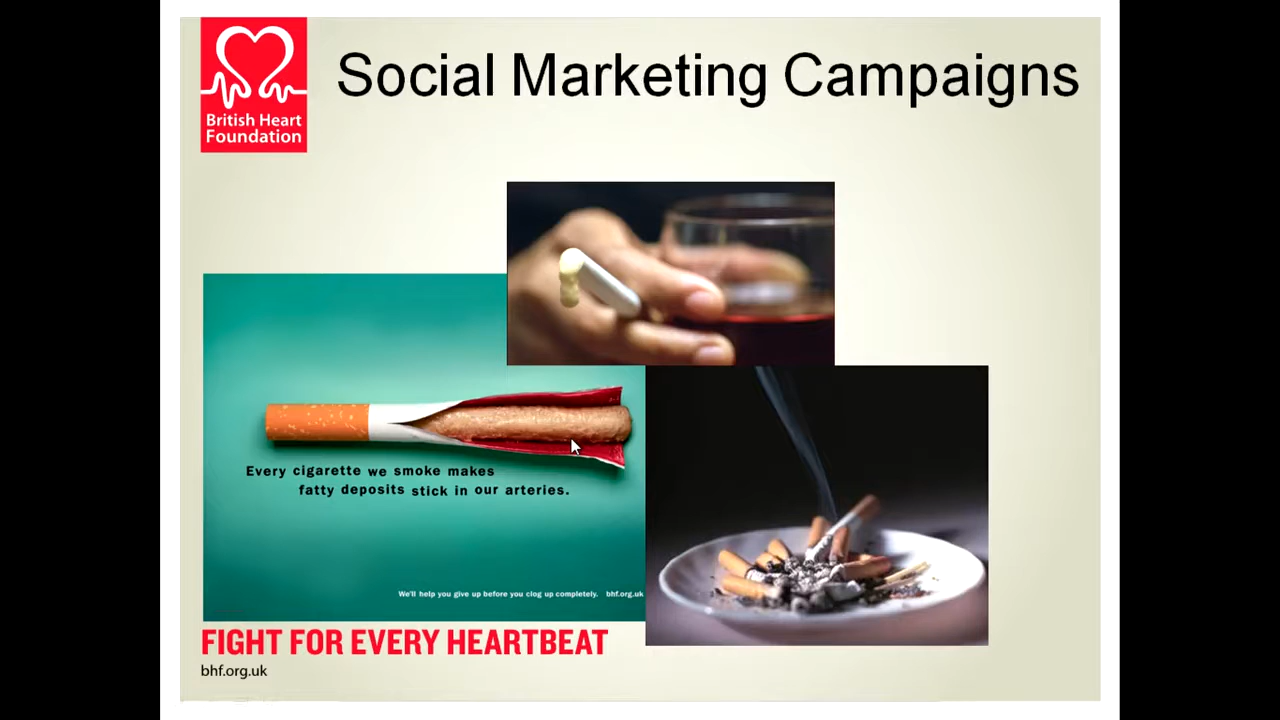 British Heart
Foundation
Social Marketing Campaigns
Every cigarette we smoke makes
fatty deposits stick in our arteries.
We'll help you give up before you clog up completely. bhf.org.uk
FIGHT FOR EVERY HEARTBEAT
bhf.org.uk